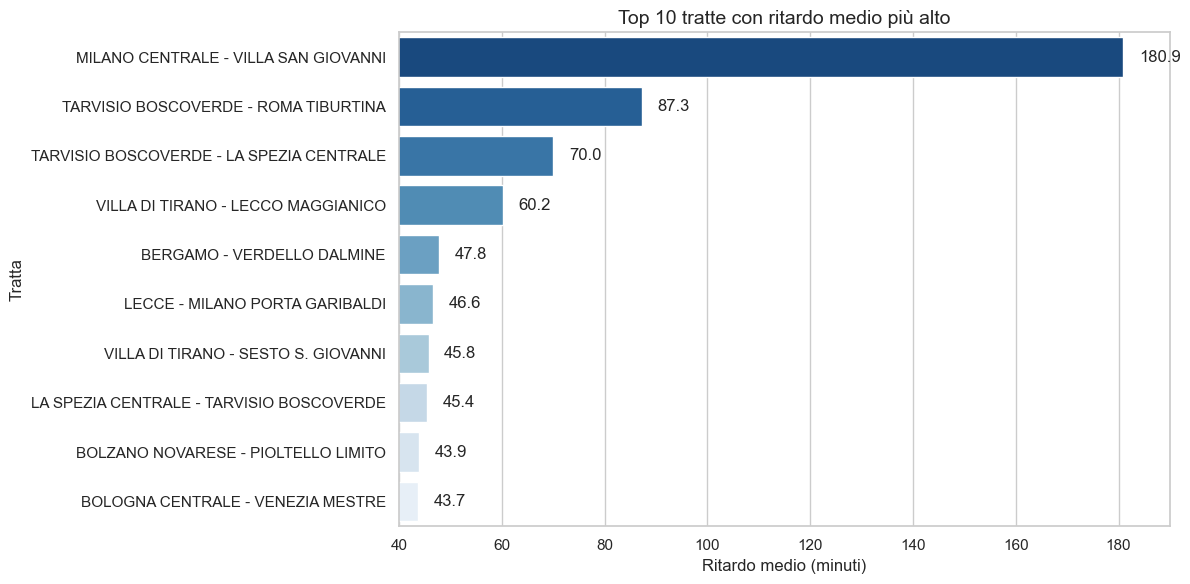 Top 10 tratte con ritardo medio più alto
MILANO CENTRALE - VILLA SAN GIOVANNI 180.9
TARVISIO BOSCOVERDE - ROMA TIBURTINA 87.3
TARVISIO BOSCOVERDE - LA SPEZIA CENTRALE 70.0
VILLA DI TIRANO - LECCO MAGGIANICO 60.2
BERGAMO - VERDELLO DALMINE 47.8
LECCE - MILANO PORTA GARIBALDI 46.6
VILLA DI TIRANO - SESTO S. GIOVANNI 45.8
LA SPEZIA CENTRALE - TARVISIO BOSCOVERDE 45.4
BOLZANO NOVARESE - PIOLTELLO LIMITO 43.9
BOLOGNA CENTRALE - VENEZIA MESTRE 43.7
Tratta
40 60 80 100 120 140 160 180
Ritardo medio (minuti)